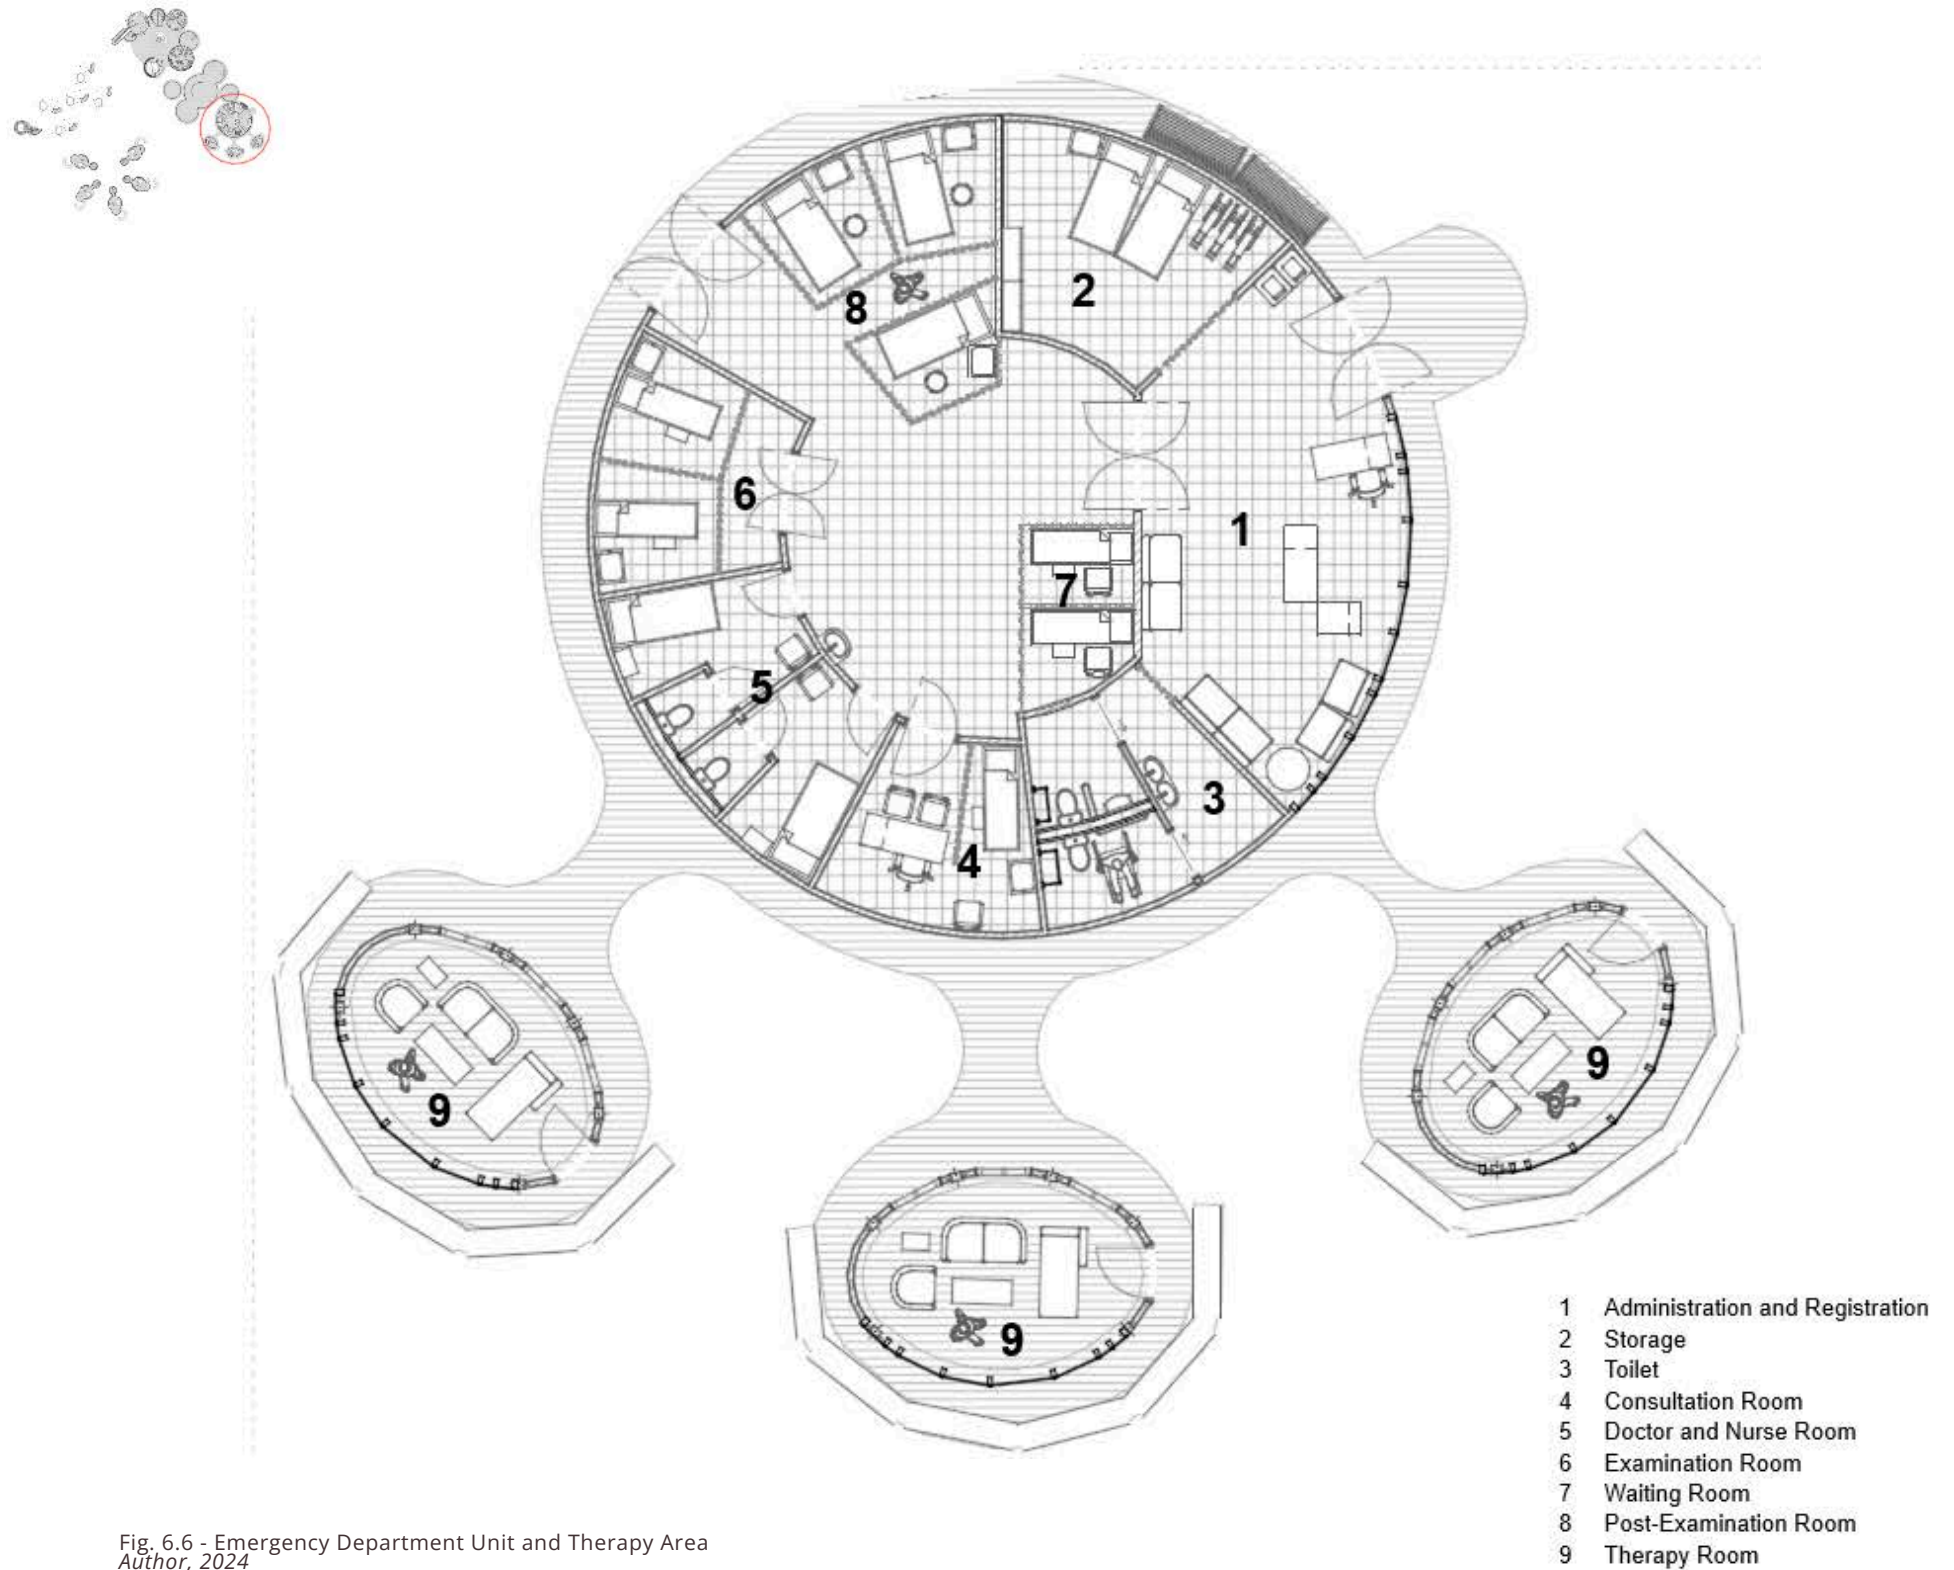 8
2
6
1
7
5
3
4
9
9
9
1 Administration and Registration
2 Storage
3 Toilet
4 Consultation Room
5 Doctor and Nurse Room
6 Examination Room
7 Waiting Room
8 Post-Examination Room
9 Therapy Room
Fig. 6.6 - Emergency Department Unit and Therapy Area
Author, 2024